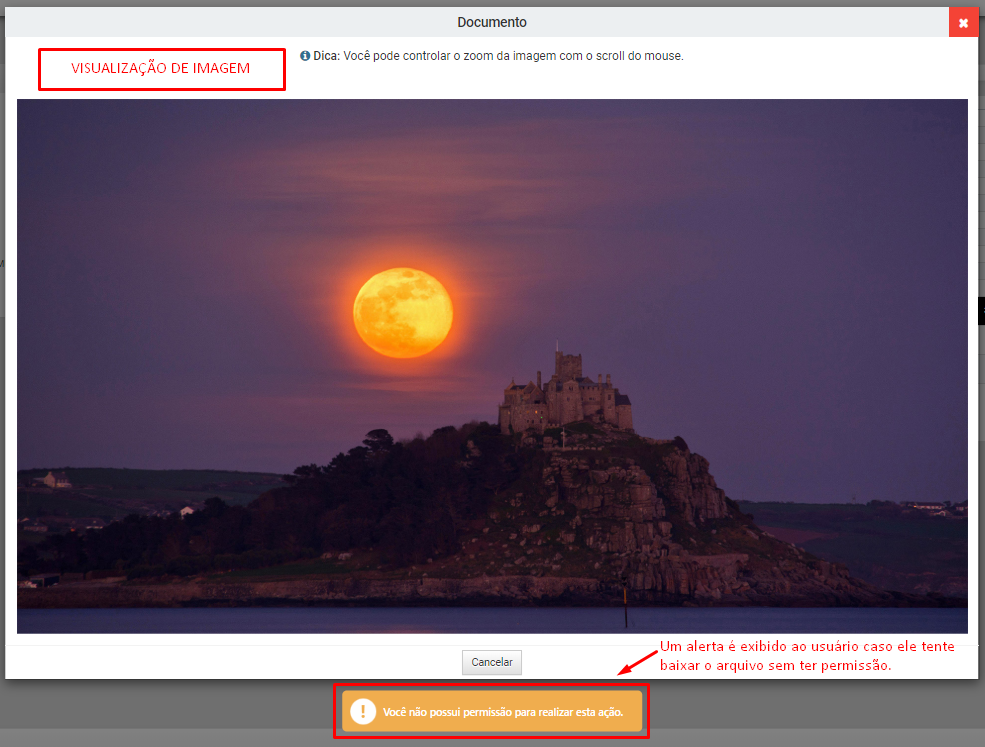 Documento
VISUALIZAÇÃO DE IMAGEM
Dica: Você pode controlar o zoom da imagem com o scroll do mouse.
Cancelar
Um alerta é exibido ao usuário caso ele tente
baixar o arquivo sem ter permissão.
Você não possui permissão para realizar esta ação.